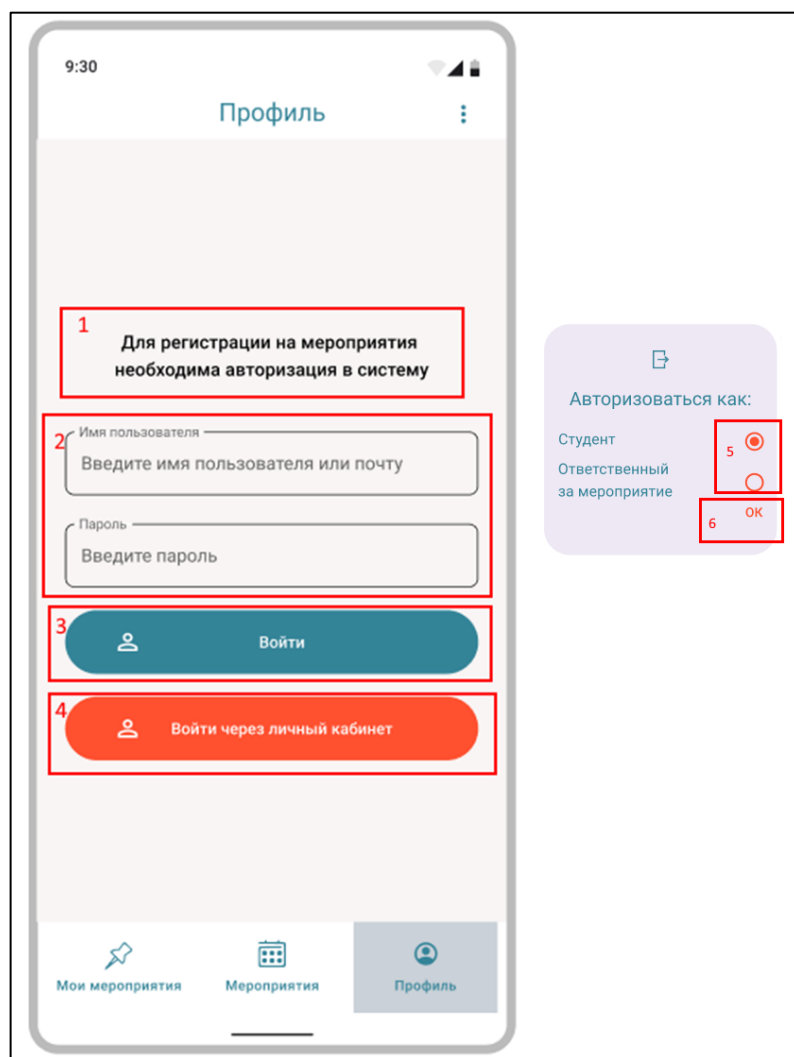 9:30
Профиль
1
Для регистрации на мероприятия
необходима авторизация в систему
2
Имя пользователя
Введите имя пользователя или почту
Пароль
Введите пароль
3
Войти
4
Войти через личный кабинет
Мои мероприятия
Мероприятия
Профиль
Авторизоваться как:
Студент
5
Ответственный
за мероприятие
6
ОК